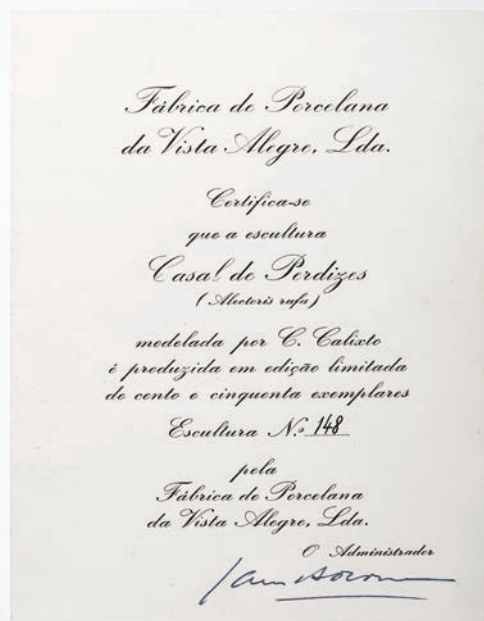 Fábrica de Porcelana
da Vista Alegre, Lda.
Certifica-se
que a escultura
Casal de Perdizes
(Alectoris rufa)
modelada por C. Calixto
é produzida em edição limitada
de cento e cinquenta exemplares
Escultura N.º 148
pela
Fábrica de Porcelana
da Vista Alegre, Lda.
O Administrador